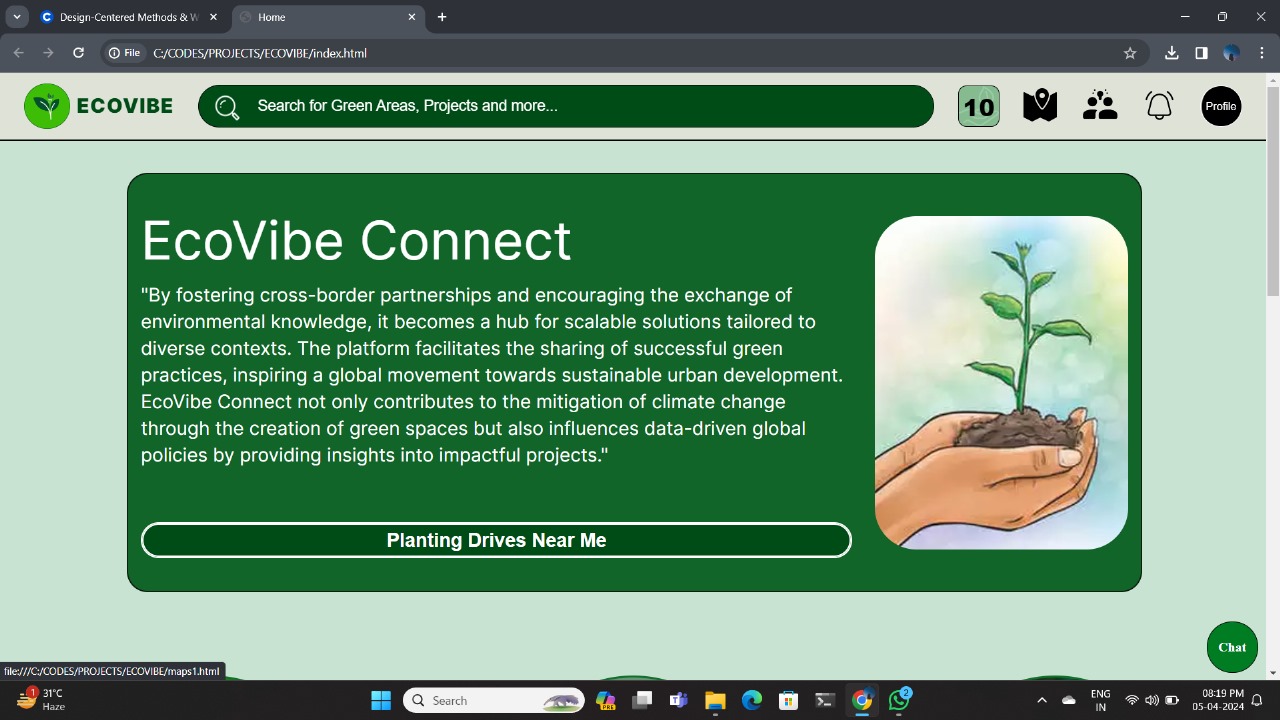 Design-Centered Methods & W
Home
File
C:/CODES/PROJECTS/ECOVIBE/index.html
ECOVIBE
Search for Green Areas, Projects and more...
10
Profile
EcoVibe Connect
"By fostering cross-border partnerships and encouraging the exchange of
environmental knowledge, it becomes a hub for scalable solutions tailored to
diverse contexts. The platform facilitates the sharing of successful green
practices, inspiring a global movement towards sustainable urban development.
EcoVibe Connect not only contributes to the mitigation of climate change
through the creation of green spaces but also influences data-driven global
policies by providing insights into impactful projects."
Planting Drives Near Me
Chat
file:///C:/CODES/PROJECTS/ECOVIBE/maps1.html
1
31°C
Haze
Search
PRE
2
ENG
IN
08:19 PM
05-04-2024